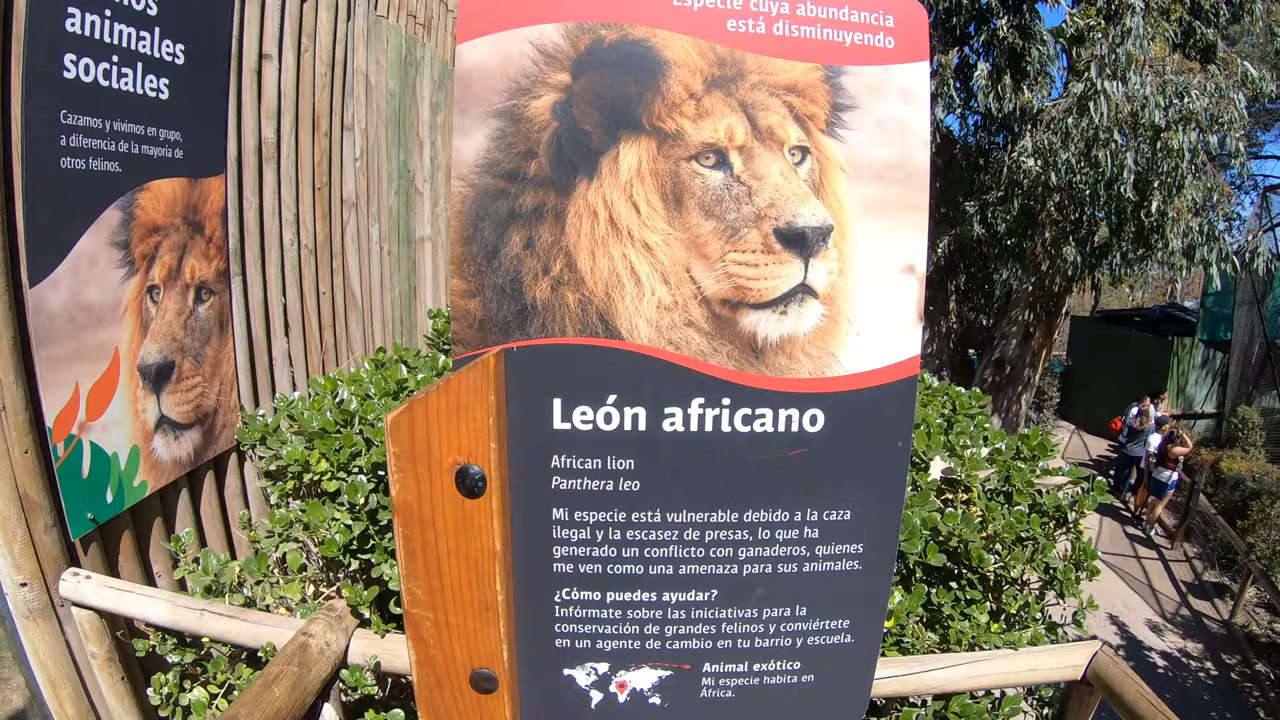 animales
sociales
Cazamos y vivimos en grupo,
a diferencia de la mayoría de
otros felinos.
Especie cuya abundancia
está disminuyendo
León africano
African lion
Panthera leo
Mi especie está vulnerable debido a la caza
ilegal y la escasez de presas, lo que ha
generado un conflicto con ganaderos, quienes
me ven como una amenaza para sus animales.
¿Cómo puedes ayudar?
Infórmate sobre las iniciativas para la
conservación de grandes felinos y conviértete
en un agente de cambio en tu barrio y escuela.
Animal exótico
Mi especie habita en
África.